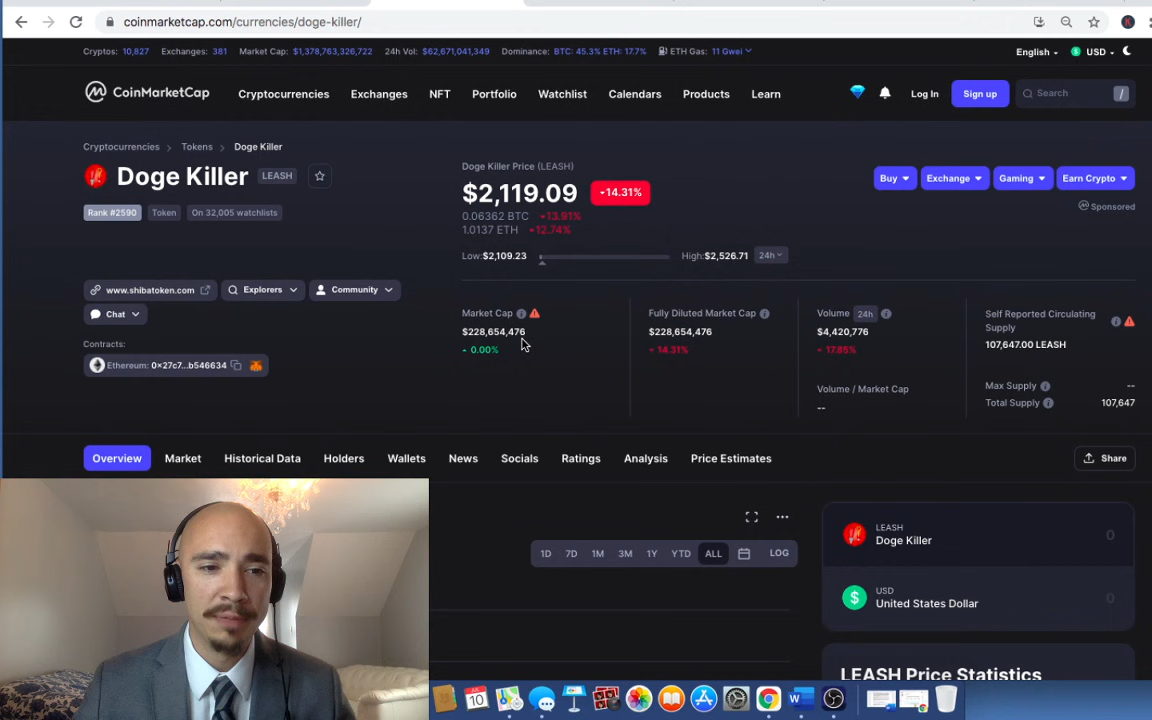 coinmarketcap.com/currencies/doge-killer/
Cryptos: 10,827 Exchanges: 381 Market Cap: $1,378,763,326,722 24h Vol: $62,671,041,349 Dominance: BTC: 45.3% ETH: 17.7% ETH Gas: 11 Gwei English USD
CoinMarketCap Cryptocurrencies Exchanges NFT Portfolio Watchlist Calendars Products Learn Log In Sign up Search /
Cryptocurrencies Tokens Doge Killer
Doge Killer LEASH
Rank #2590 Token On 32,005 watchlists
www.shibatoken.com Explorers Community
Chat
Contracts:
Ethereum: 0x27c7...b546634
Doge Killer Price (LEASH)
$2,119.09 14.31%
0.06362 BTC 13.91%
1.0137 ETH 12.74%
Low:$2,109.23 High:$2,526.71 24h
Buy Exchange Gaming Earn Crypto
Sponsored
Market Cap
$228,654,476
0.00%
Fully Diluted Market Cap
$228,654,476
14.31%
Volume 24h
$4,420,776
17.85%
Volume / Market Cap
--
Self Reported Circulating
Supply
107,647.00 LEASH
Max Supply --
Total Supply 107,647
Overview Market Historical Data Holders Wallets News Socials Ratings Analysis Price Estimates Share
1D 7D 1M 3M 1Y YTD ALL LOG
LEASH
Doge Killer 0
USD
United States Dollar 0
LEASH Price Statistics
10